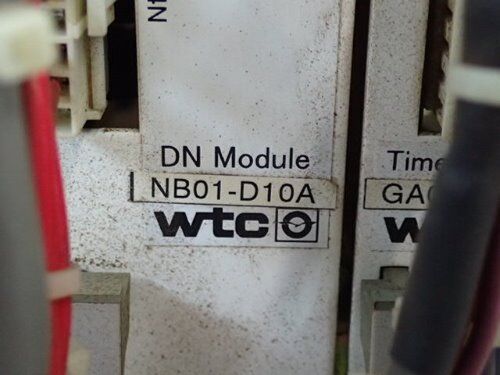 DN Module
NB01-D10A
wtc
Time